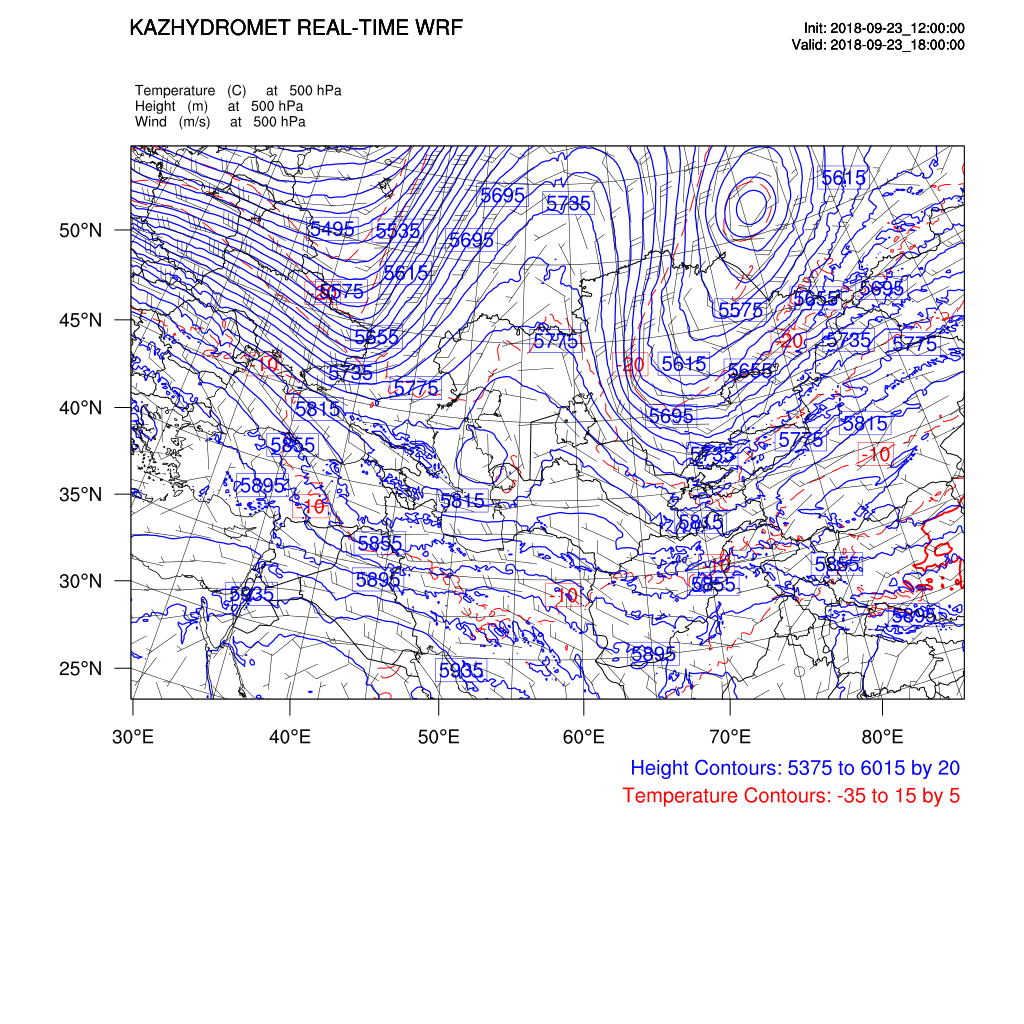 KAZHYDROMET REAL-TIME WRF
Init: 2018-09-23_12:00:00
Valid: 2018-09-23_18:00:00
Temperature (C) at 500 hPa
Height (m) at 500 hPa
Wind (m/s) at 500 hPa
5615
5695
5735
50°N
5495
5535
5695
5615
5575
5695
5655
45°N
5575
-20
5655
5775
5735
5775
-10
5735
-20
5615
5655
5775
40°N
5815
5695
5815
5855
5775
5735
-10
5895
35°N
-10
5815
5815
5855
-10
5855
30°N
5895
5855
5935
-10
5895
5895
25°N
5935
30°E
40°E
50°E
60°E
70°E
80°E
Height Contours: 5375 to 6015 by 20
Temperature Contours: -35 to 15 by 5